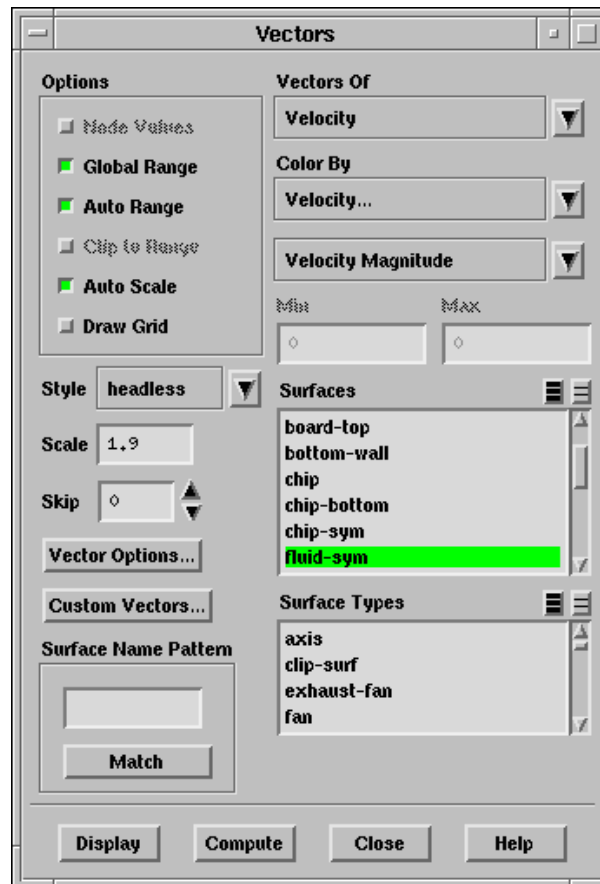 Vectors
Options
Node Values
Global Range
Auto Range
Clip to Range
Auto Scale
Draw Grid
Style headless
Scale 1.9
Skip 0
Vector Options...
Custom Vectors...
Surface Name Pattern
Match
Vectors Of
Velocity
Color By
Velocity...
Velocity Magnitude
Min Max
0 0
Surfaces
board-top
bottom-wall
chip
chip-bottom
chip-sym
fluid-sym
Surface Types
axis
clip-surf
exhaust-fan
fan
Display Compute Close Help